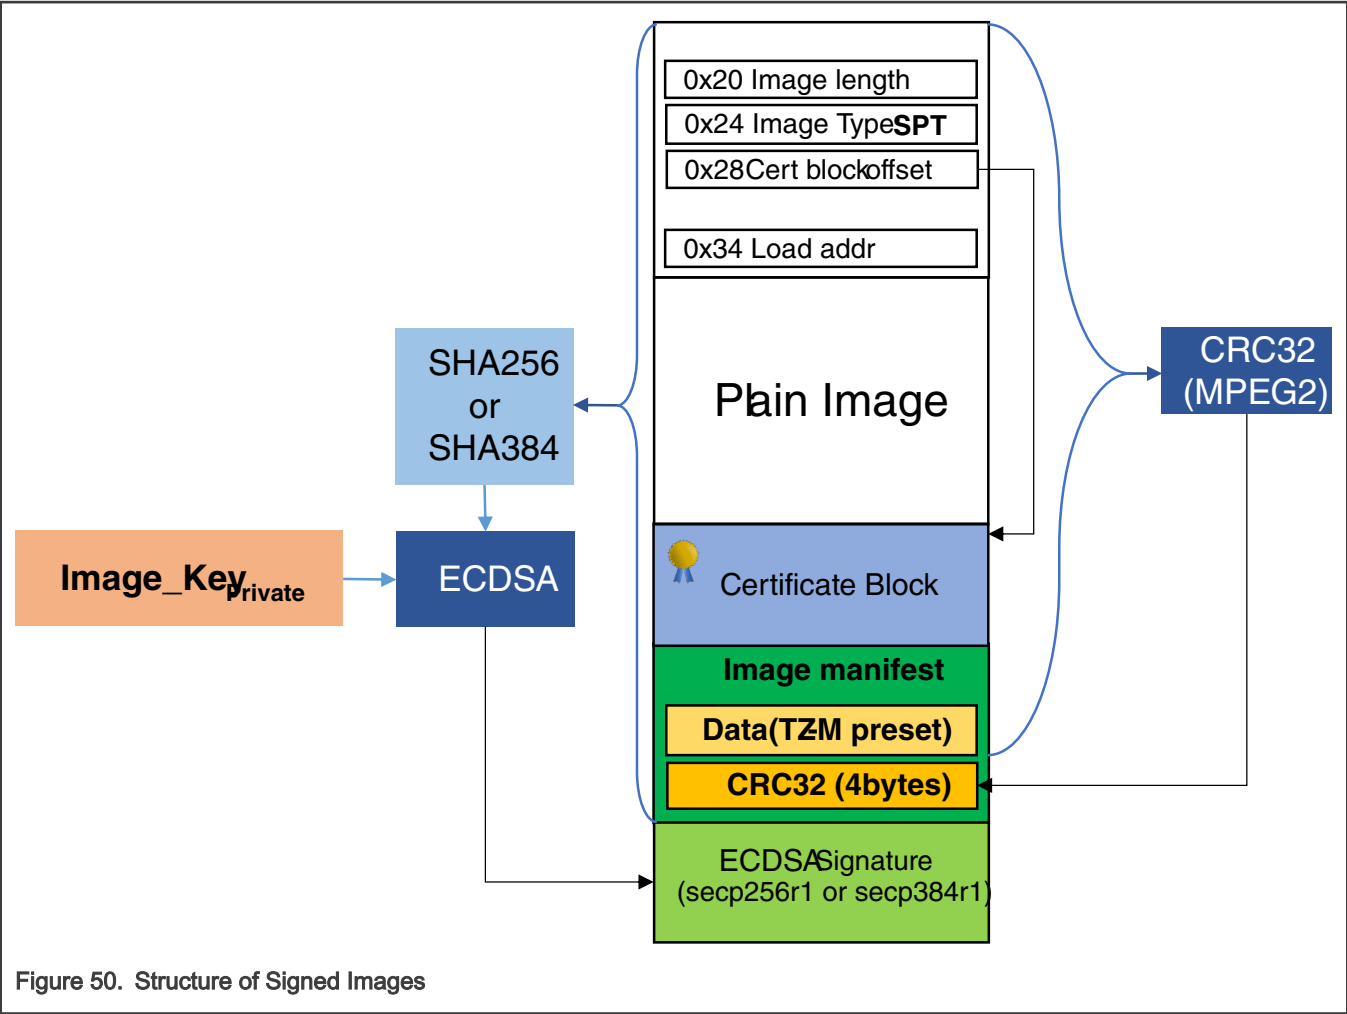 0x20 Image length
0x24 Image Type SPT
0x28 Cert block offset
0x34 Load addr
Plain Image
SHA256
or
SHA384
CRC32
(MPEG2)
Image_Key Private
ECDSA
Certificate Block
Image manifest
Data(TZ-M preset)
CRC32 (4bytes)
ECDSA Signature
(secp256r1 or secp384r1)
Figure 50. Structure of Signed Images